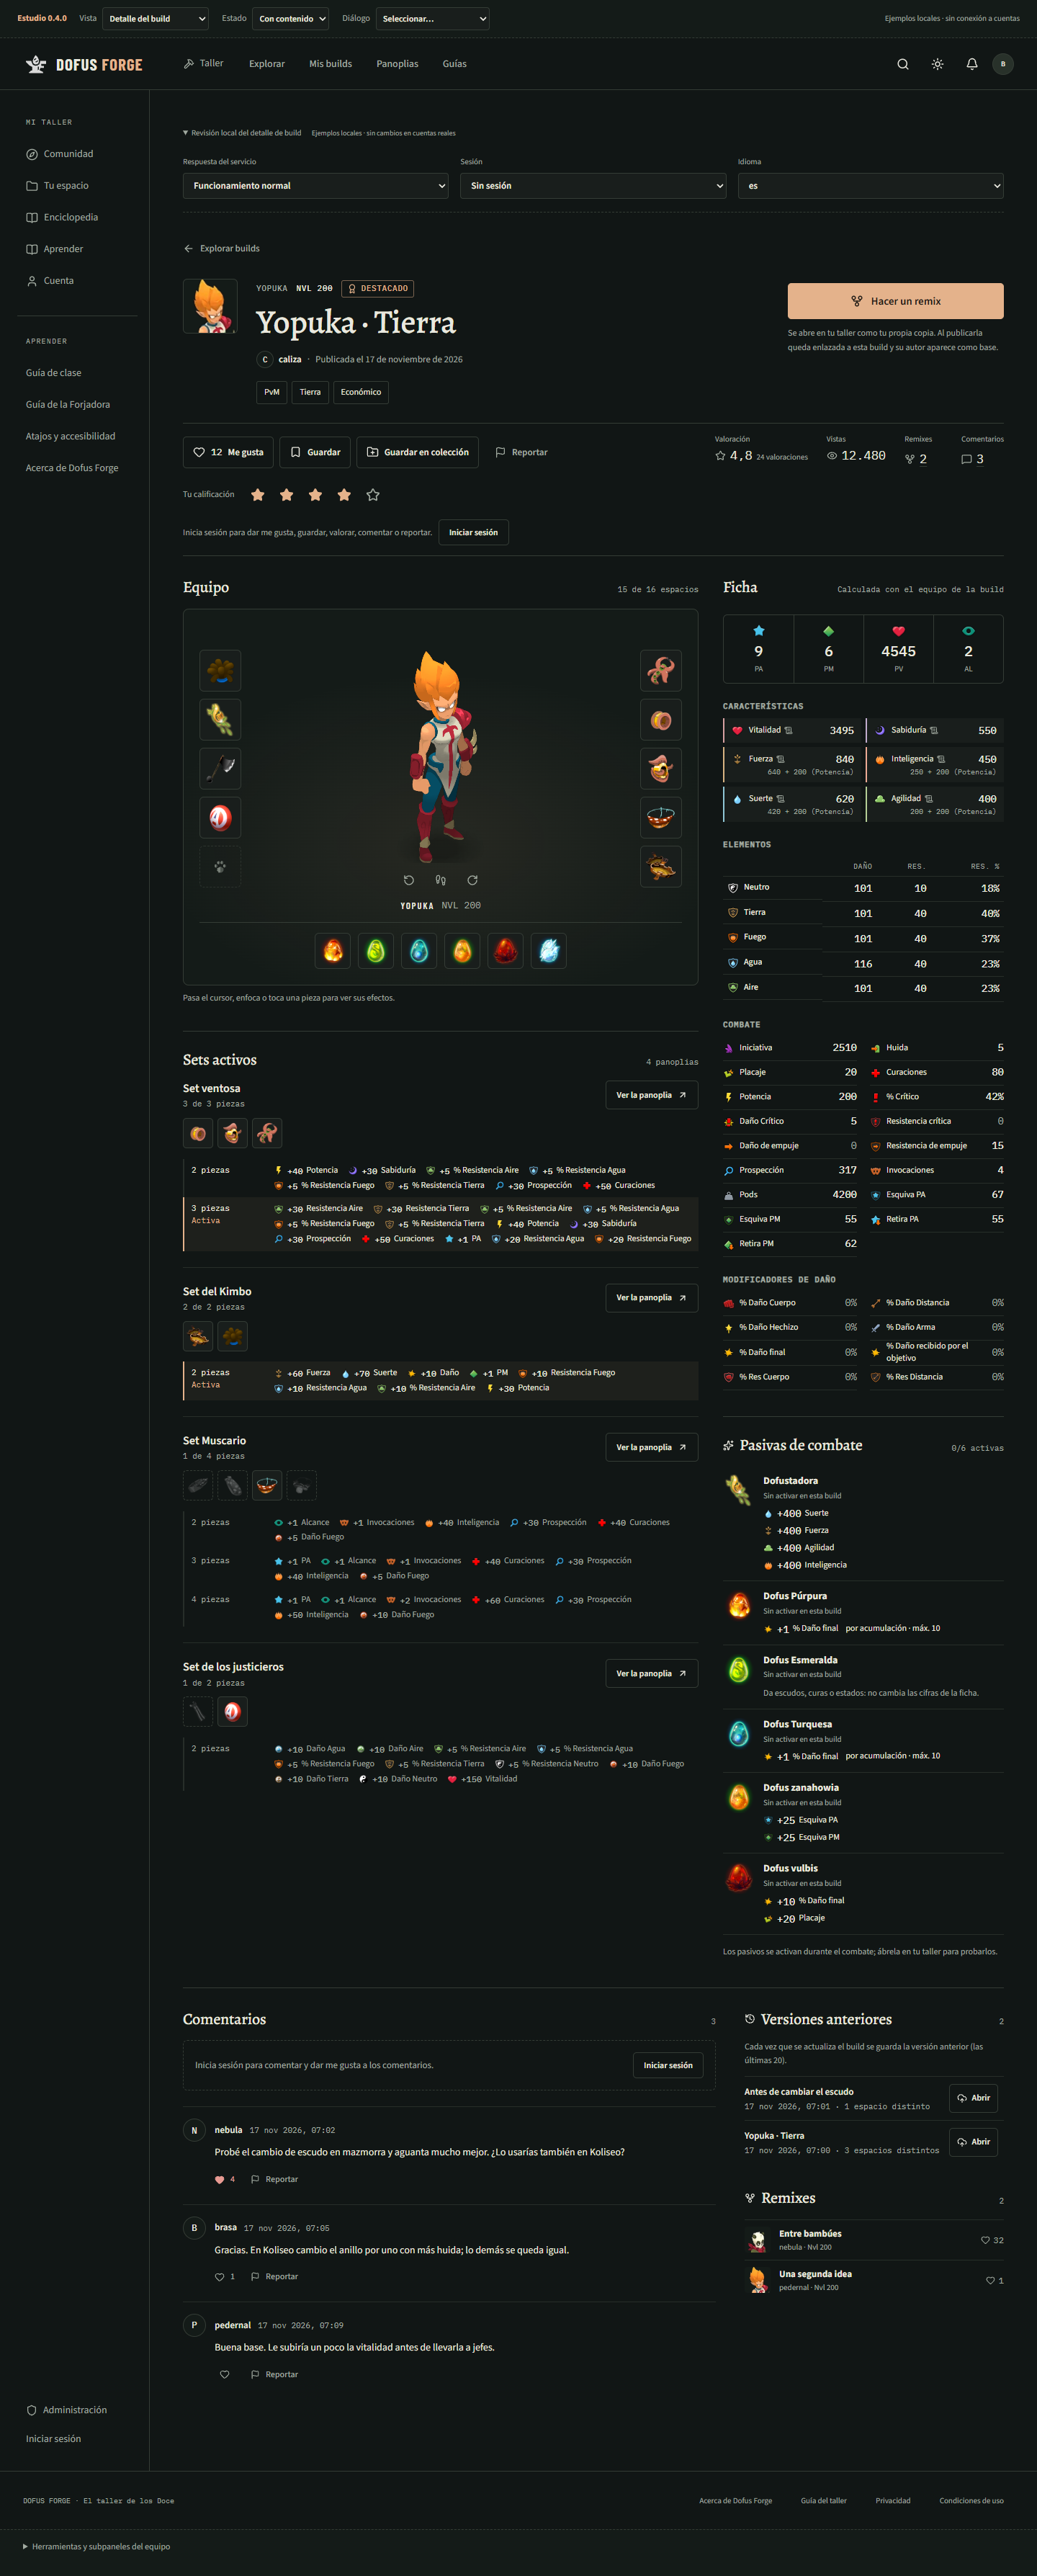 Estudio 0.4.0 Vista Detalle del build Estado Con contenido Diálogo Seleccionar... Ejemplos locales · sin conexión a cuentas
DOFUS FORGE Taller Explorar Mis builds Panoplias Guías B
MI TALLER
Comunidad
Tu espacio
Enciclopedia
Aprender
Cuenta
APRENDER
Guía de clase
Guía de la Forjadora
Atajos y accesibilidad
Acerca de Dofus Forge
Administración
Iniciar sesión
▼ Revisión local del detalle de build Ejemplos locales · sin cambios en cuentas reales
Respuesta del servicio Sesión Idioma
Funcionamiento normal Sin sesión es
Explorar builds
YOPUKA NVL 200 DESTACADO
Yopuka · Tierra
C caliza · Publicada el 17 de noviembre de 2026
PvM Tierra Económico
Hacer un remix
Se abre en tu taller como tu propia copia. Al publicarla
queda enlazada a esta build y su autor aparece como base.
12 Me gusta Guardar Guardar en colección Reportar
Valoración Vistas Remixes Comentarios
4,8 24 valoraciones 12.480 2 3
Tu calificación
Inicia sesión para dar me gusta, guardar, valorar, comentar o reportar. Iniciar sesión
Equipo 15 de 16 espacios
YOPUKA NVL 200
Pasa el cursor, enfoca o toca una pieza para ver sus efectos.
Sets activos 4 panoplias
Set ventosa Ver la panoplia
3 de 3 piezas
2 piezas +40 Potencia +30 Sabiduría +5 % Resistencia Aire +5 % Resistencia Agua
+5 % Resistencia Fuego +5 % Resistencia Tierra +30 Prospección +50 Curaciones
3 piezas +30 Resistencia Aire +30 Resistencia Tierra +5 % Resistencia Aire +5 % Resistencia Agua
Activa +5 % Resistencia Fuego +5 % Resistencia Tierra +40 Potencia +30 Sabiduría
+30 Prospección +50 Curaciones +1 PA +20 Resistencia Agua +20 Resistencia Fuego
Set del Kimbo Ver la panoplia
2 de 2 piezas
2 piezas +60 Fuerza +70 Suerte +10 Daño +1 PM +10 Resistencia Fuego
Activa +10 Resistencia Agua +10 % Resistencia Aire +30 Potencia
Set Muscario Ver la panoplia
1 de 4 piezas
2 piezas +1 Alcance +1 Invocaciones +40 Inteligencia +30 Prospección +40 Curaciones
+5 Daño Fuego
3 piezas +1 PA +1 Alcance +1 Invocaciones +40 Curaciones +30 Prospección
+40 Inteligencia +5 Daño Fuego
4 piezas +1 PA +1 Alcance +2 Invocaciones +60 Curaciones +30 Prospección
+50 Inteligencia +10 Daño Fuego
Set de los justicieros Ver la panoplia
1 de 2 piezas
2 piezas +10 Daño Agua +10 Daño Aire +5 % Resistencia Aire +5 % Resistencia Agua
+5 % Resistencia Fuego +5 % Resistencia Tierra +5 % Resistencia Neutro +10 Daño Fuego
+10 Daño Tierra +10 Daño Neutro +150 Vitalidad
Ficha Calculada con el equipo de la build
9 6 4545 2
PA PM PV AL
CARACTERÍSTICAS
Vitalidad 3495 Sabiduría 550
Fuerza 840 Inteligencia 450
640 + 200 (Potencia) 250 + 200 (Potencia)
Suerte 620 Agilidad 400
420 + 200 (Potencia) 200 + 200 (Potencia)
ELEMENTOS
DAÑO RES. RES. %
Neutro 101 10 18%
Tierra 101 40 40%
Fuego 101 40 37%
Agua 116 40 23%
Aire 101 40 23%
COMBATE
Iniciativa 2510 Huida 5
Placaje 20 Curaciones 80
Potencia 200 % Crítico 42%
Daño Crítico 5 Resistencia crítica 0
Daño de empuje 0 Resistencia de empuje 15
Prospección 317 Invocaciones 4
Pods 4200 Esquiva PA 67
Esquiva PM 55 Retira PA 55
Retira PM 62
MODIFICADORES DE DAÑO
% Daño Cuerpo 0% % Daño Distancia 0%
% Daño Hechizo 0% % Daño Arma 0%
% Daño final 0% % Daño recibido por el objetivo 0%
% Res Cuerpo 0% % Res Distancia 0%
Pasivas de combate 0/6 activas
Dofustadora
Sin activar en esta build
+400 Suerte
+400 Fuerza
+400 Agilidad
+400 Inteligencia
Dofus Púrpura
Sin activar en esta build
+1 % Daño final por acumulación · máx. 10
Dofus Esmeralda
Sin activar en esta build
Da escudos, curas o estados: no cambia las cifras de la ficha.
Dofus Turquesa
Sin activar en esta build
+1 % Daño final por acumulación · máx. 10
Dofus zanahowia
Sin activar en esta build
+25 Esquiva PA
+25 Esquiva PM
Dofus vulbis
Sin activar en esta build
+10 % Daño final
+20 Placaje
Los pasivos se activan durante el combate; ábrela en tu taller para probarlos.
Comentarios 3
Inicia sesión para comentar y dar me gusta a los comentarios. Iniciar sesión
N nebula 17 nov 2026, 07:02
Probé el cambio de escudo en mazmorra y aguanta mucho mejor. ¿Lo usarías también en Koliseo?
4 Reportar
B brasa 17 nov 2026, 07:05
Gracias. En Koliseo cambio el anillo por uno con más huida; lo demás se queda igual.
1 Reportar
P pedernal 17 nov 2026, 07:09
Buena base. Le subiría un poco la vitalidad antes de llevarla a jefes.
Reportar
Versiones anteriores 2
Cada vez que se actualiza el build se guarda la versión anterior (las
últimas 20).
Antes de cambiar el escudo Abrir
17 nov 2026, 07:01 · 1 espacio distinto
Yopuka · Tierra Abrir
17 nov 2026, 07:00 · 3 espacios distintos
Remixes 2
Entre bambúes 32
nebula · Nvl 200
Una segunda idea 1
pedernal · Nvl 200
DOFUS FORGE · El taller de los Doce Acerca de Dofus Forge Guía del taller Privacidad Condiciones de uso
▶ Herramientas y subpaneles del equipo